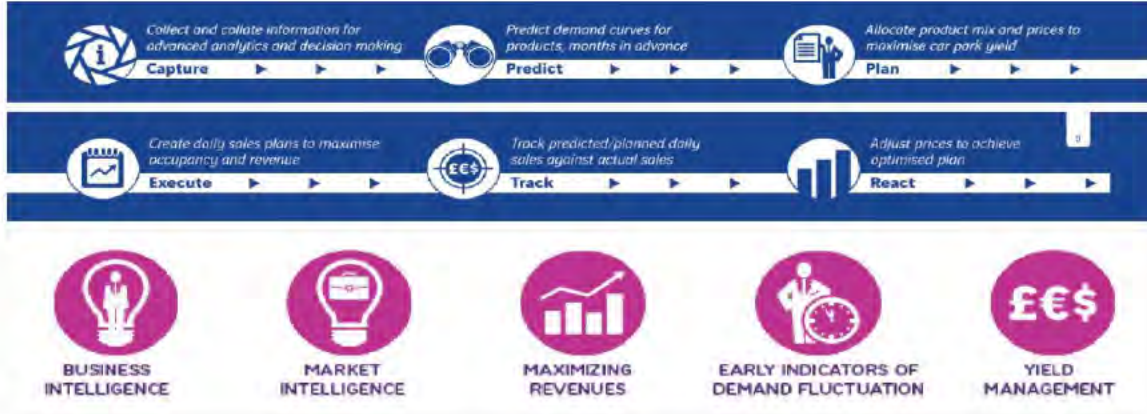 Collect and collate information for
advanced analytics and decision making
Capture
Predict demand curves for
products, months in advance
Predict
Allocate product mix and prices to
maximise car park yield
Plan
Create daily sales plans to maximise
occupancy and revenue
Execute
£€$
Track predicted/planned daily
sales against actual sales
Track
Adjust prices to achieve
optimised plan
React
£€$
BUSINESS
INTELLIGENCE
MARKET
INTELLIGENCE
MAXIMIZING
REVENUES
EARLY INDICATORS OF
DEMAND FLUCTUATION
YIELD
MANAGEMENT